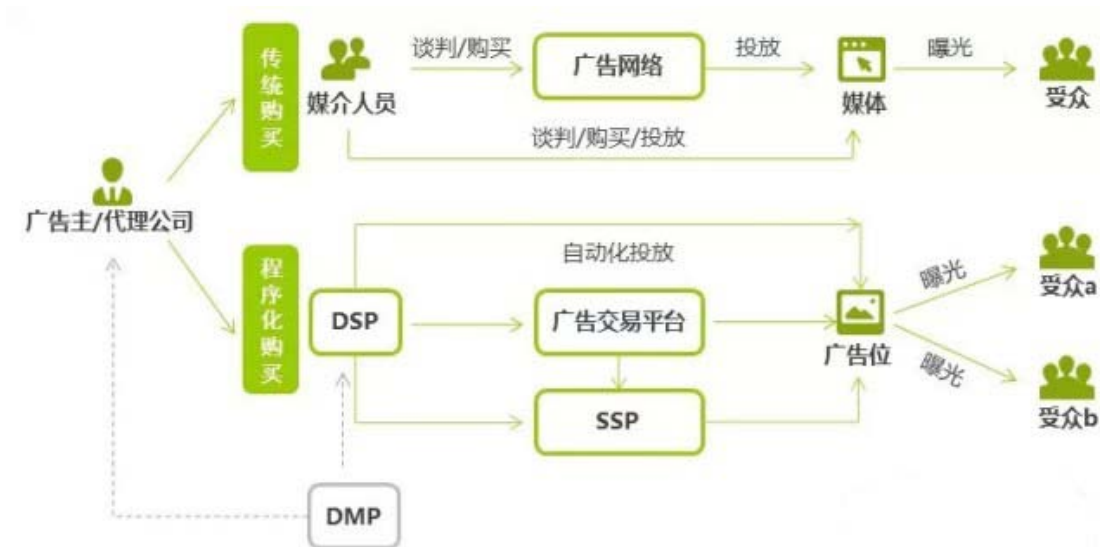 传统购买
媒介人员
谈判/购买
广告网络
投放
媒体
曝光
受众
谈判/购买/投放
广告主/代理公司
程序化购买
DSP
自动化投放
广告交易平台
SSP
广告位
曝光
受众a
曝光
受众b
DMP